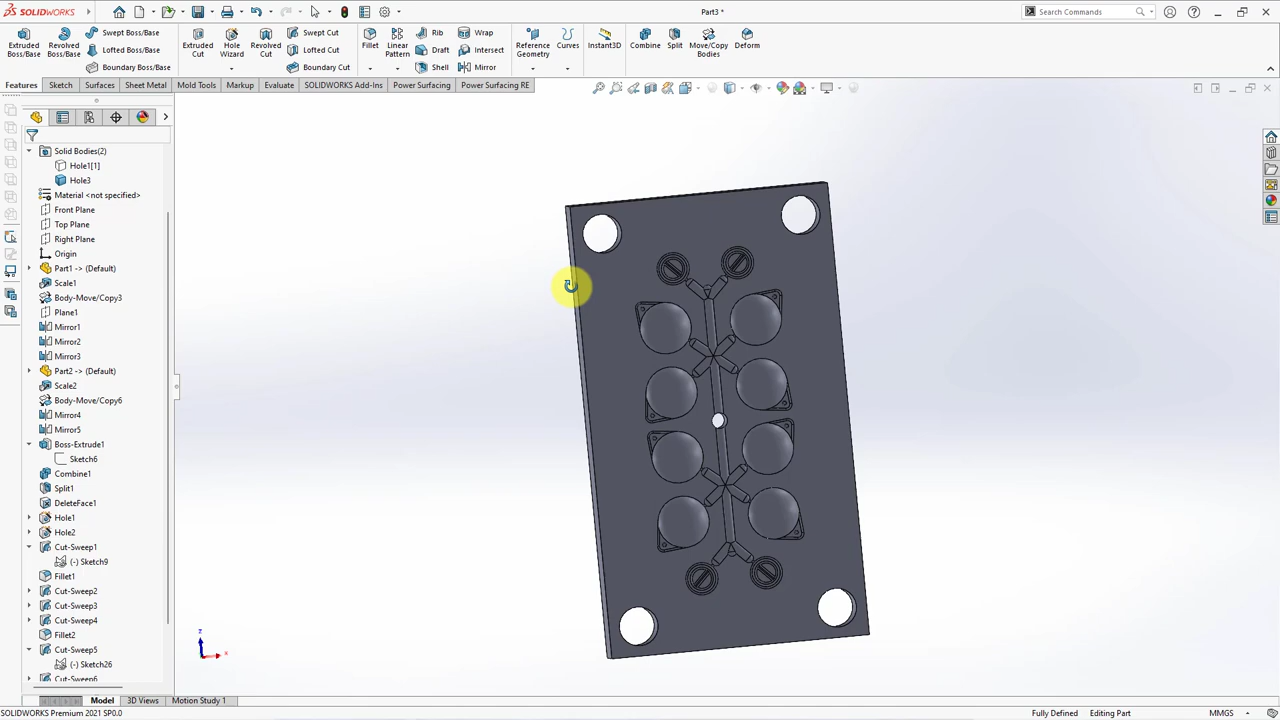 SOLIDWORKS
Part3 *
Search Commands
Extruded Boss/Base
Revolved Boss/Base
Swept Boss/Base
Lofted Boss/Base
Boundary Boss/Base
Extruded Cut
Hole Wizard
Revolved Cut
Swept Cut
Lofted Cut
Boundary Cut
Fillet
Linear Pattern
Rib
Draft
Shell
Wrap
Intersect
Mirror
Reference Geometry
Curves
Instant3D
Combine
Split
Move/Copy Bodies
Deform
Features
Sketch
Surfaces
Sheet Metal
Mold Tools
Markup
Evaluate
SOLIDWORKS Add-Ins
Power Surfacing
Power Surfacing RE
Solid Bodies(2)
Hole1[1]
Hole3
Material <not specified>
Front Plane
Top Plane
Right Plane
Origin
Part1 -> (Default)
Scale1
Body-Move/Copy3
Plane1
Mirror1
Mirror2
Mirror3
Part2 -> (Default)
Scale2
Body-Move/Copy6
Mirror4
Mirror5
Boss-Extrude1
Sketch6
Combine1
Split1
DeleteFace1
Hole1
Hole2
Cut-Sweep1
(-) Sketch9
Fillet1
Cut-Sweep2
Cut-Sweep3
Cut-Sweep4
Fillet2
Cut-Sweep5
(-) Sketch26
Cut-Sweep6
z
x
Model
3D Views
Motion Study 1
SOLIDWORKS Premium 2021 SP0.0
Fully Defined
Editing Part
MMGS